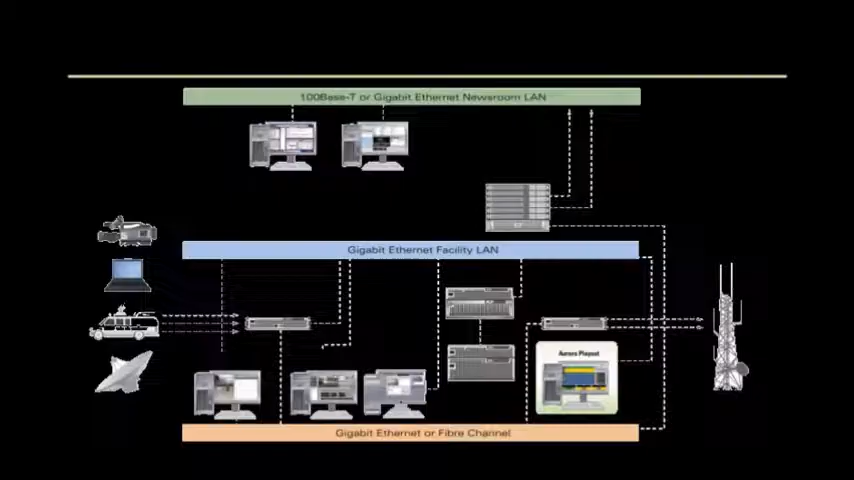 100Base-T or Gigabit Ethernet Newsroom LAN
Gigabit Ethernet Facility LAN
Aurora Playout
Gigabit Ethernet or Fibre Channel